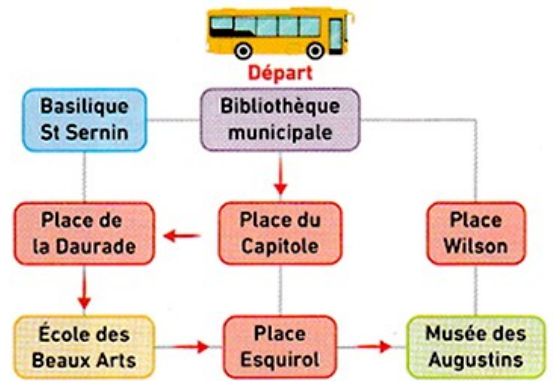 Départ
Basilique
St Sernin
Bibliothèque
municipale
Place de
la Daurade
Place du
Capitole
Place
Wilson
École des
Beaux Arts
Place
Esquirol
Musée des
Augustins